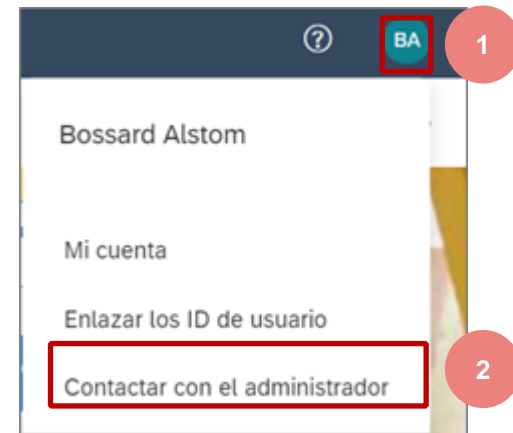 ? BA 1
Bossard Alstom
Mi cuenta
Enlazar los ID de usuario
Contactar con el administrador 2